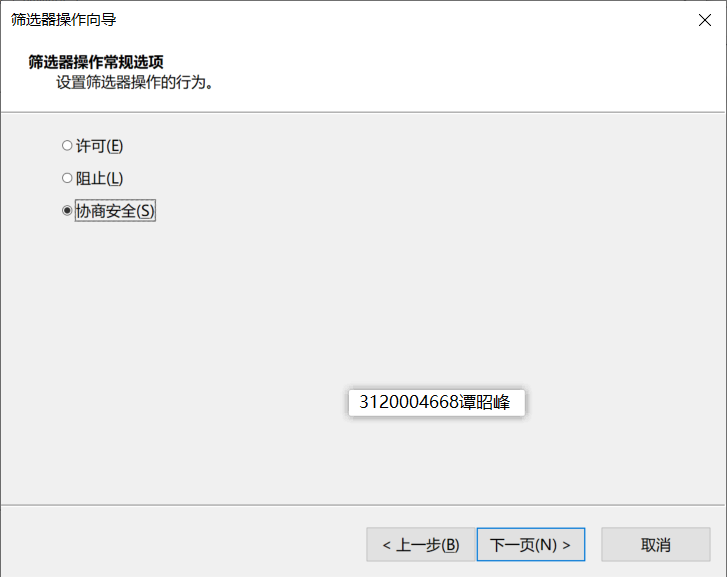 筛选器操作向导
筛选器操作常规选项
设置筛选器操作的行为。
许可(E)
阻止(L)
协商安全(S)
3120004668谭昭峰
< 上一步(B)
下一页(N) >
取消